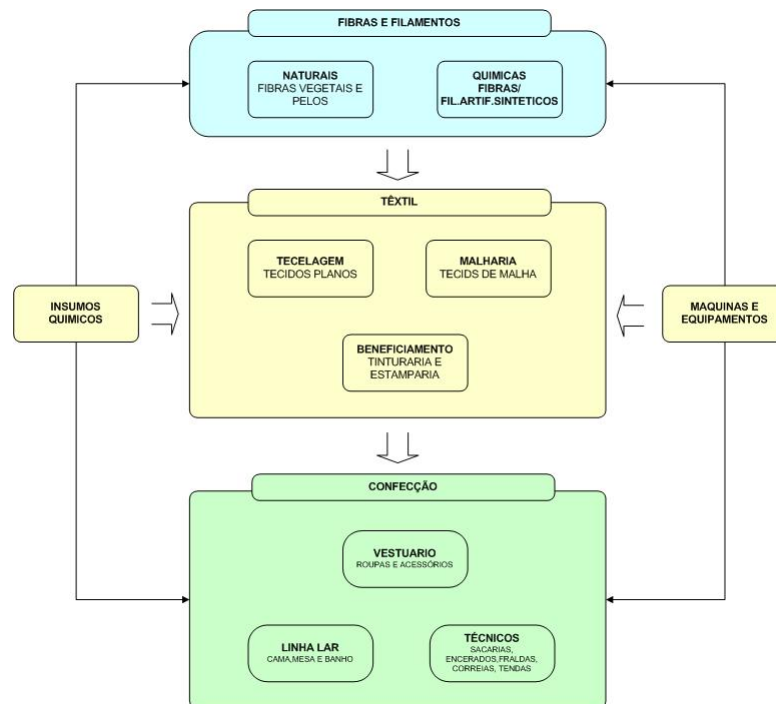 FIBRAS E FILAMENTOS
NATURAIS
FIBRAS VEGETAIS E
PELOS
QUIMICAS
FIBRAS/
FIL.ARTIF.SINTETICOS
TÊXTIL
TECELAGEM
TECIDOS PLANOS
MALHARIA
TECIDS DE MALHA
INSUMOS
QUIMICOS
MAQUINAS E
EQUIPAMENTOS
BENEFICIAMENTO
TINTURARIA E
ESTAMPARIA
CONFECÇÃO
VESTUARIO
ROUPAS E ACESSÓRIOS
LINHA LAR
CAMA,MESA E BANHO
TÉCNICOS
SACARIAS,
ENCERADOS,FRALDAS,
CORREIAS, TENDAS